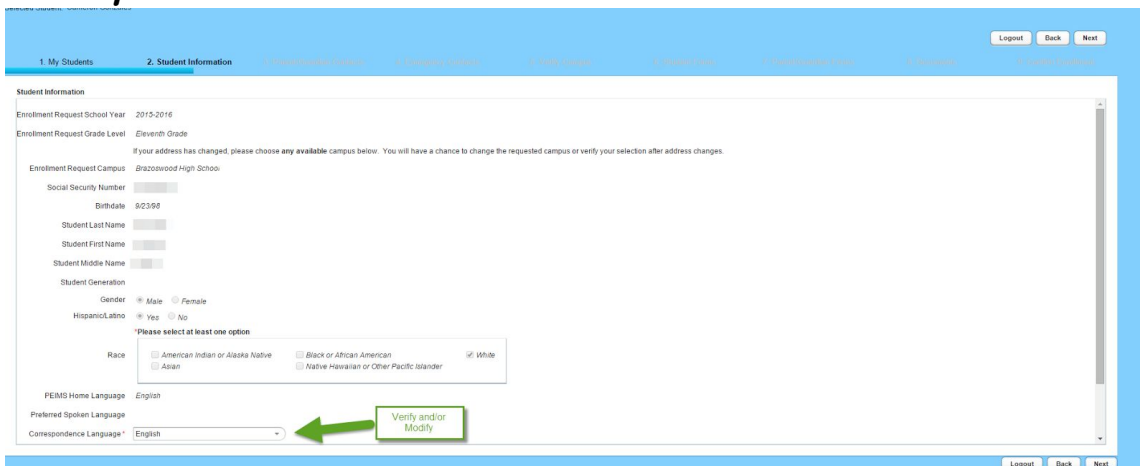 Logout Back Next
1. My Students 2. Student Information
Student Information
Enrollment Request School Year 2015-2016
Enrollment Request Grade Level Eleventh Grade
If your address has changed, please choose any available campus below. You will have a chance to change the requested campus or verify your selection after address changes.
Enrollment Request Campus Brazoswood High School
Social Security Number
Birthdate 9/23/98
Student Last Name
Student First Name
Student Middle Name
Student Generation
Gender Male Female
Hispanic/Latino Yes No
*Please select at least one option
Race American Indian or Alaska Native Black or African American White
Asian Native Hawaiian or Other Pacific Islander
PEIMS Home Language English
Preferred Spoken Language
Correspondence Language* English
Verify and/or
Modify
Logout Back Next